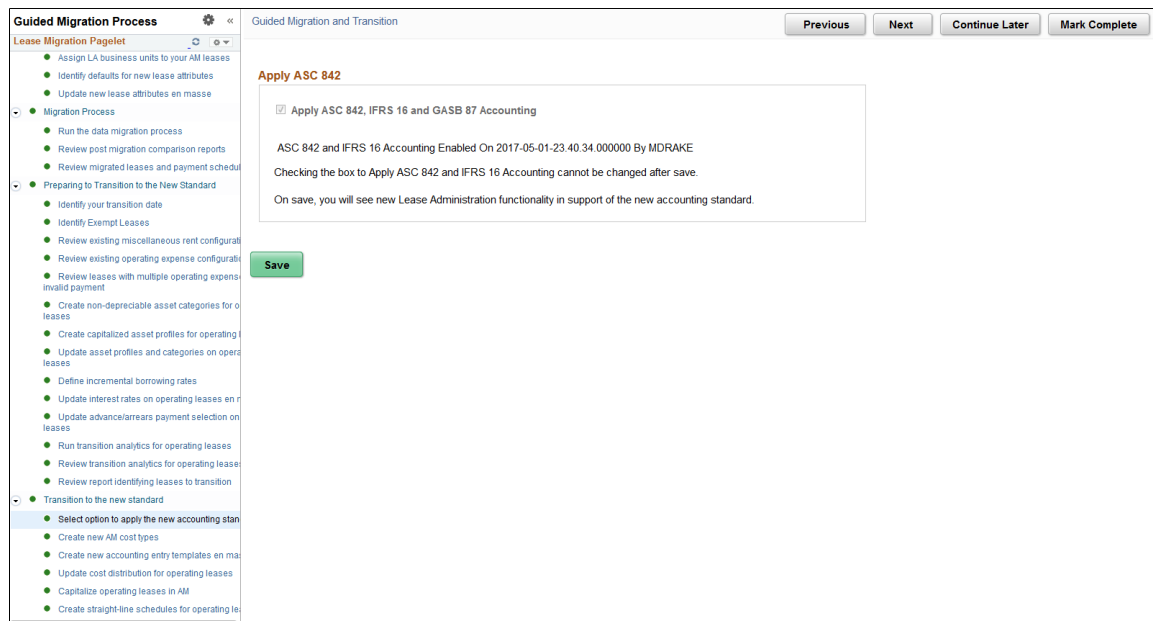 Guided Migration Process
«
Lease Migration Pagelet
Assign LA business units to your AM leases
Identify defaults for new lease attributes
Update new lease attributes en masse
Migration Process
Run the data migration process
Review post migration comparison reports
Review migrated leases and payment schedul
Preparing to Transition to the New Standard
Identify your transition date
Identify Exempt Leases
Review existing miscellaneous rent configurati
Review existing operating expense configuratio
Review leases with multiple operating expens
invalid payment
Create non-depreciable asset categories for o
leases
Create capitalized asset profiles for operating l
Update asset profiles and categories on opera
leases
Define incremental borrowing rates
Update interest rates on operating leases en
Update advance/arrears payment selection on
leases
Run transition analytics for operating leases
Review transition analytics for operating lease
Review report identifying leases to transition
Transition to the new standard
Select option to apply the new accounting stan
Create new AM cost types
Create new accounting entry templates en ma
Update cost distribution for operating leases
Capitalize operating leases in AM
Create straight-line schedules for operating le
Guided Migration and Transition
Previous
Next
Continue Later
Mark Complete
Apply ASC 842
Apply ASC 842, IFRS 16 and GASB 87 Accounting
ASC 842 and IFRS 16 Accounting Enabled On 2017-05-01-23.40.34.000000 By MDRAKE
Checking the box to Apply ASC 842 and IFRS 16 Accounting cannot be changed after save.
On save, you will see new Lease Administration functionality in support of the new accounting standard.
Save